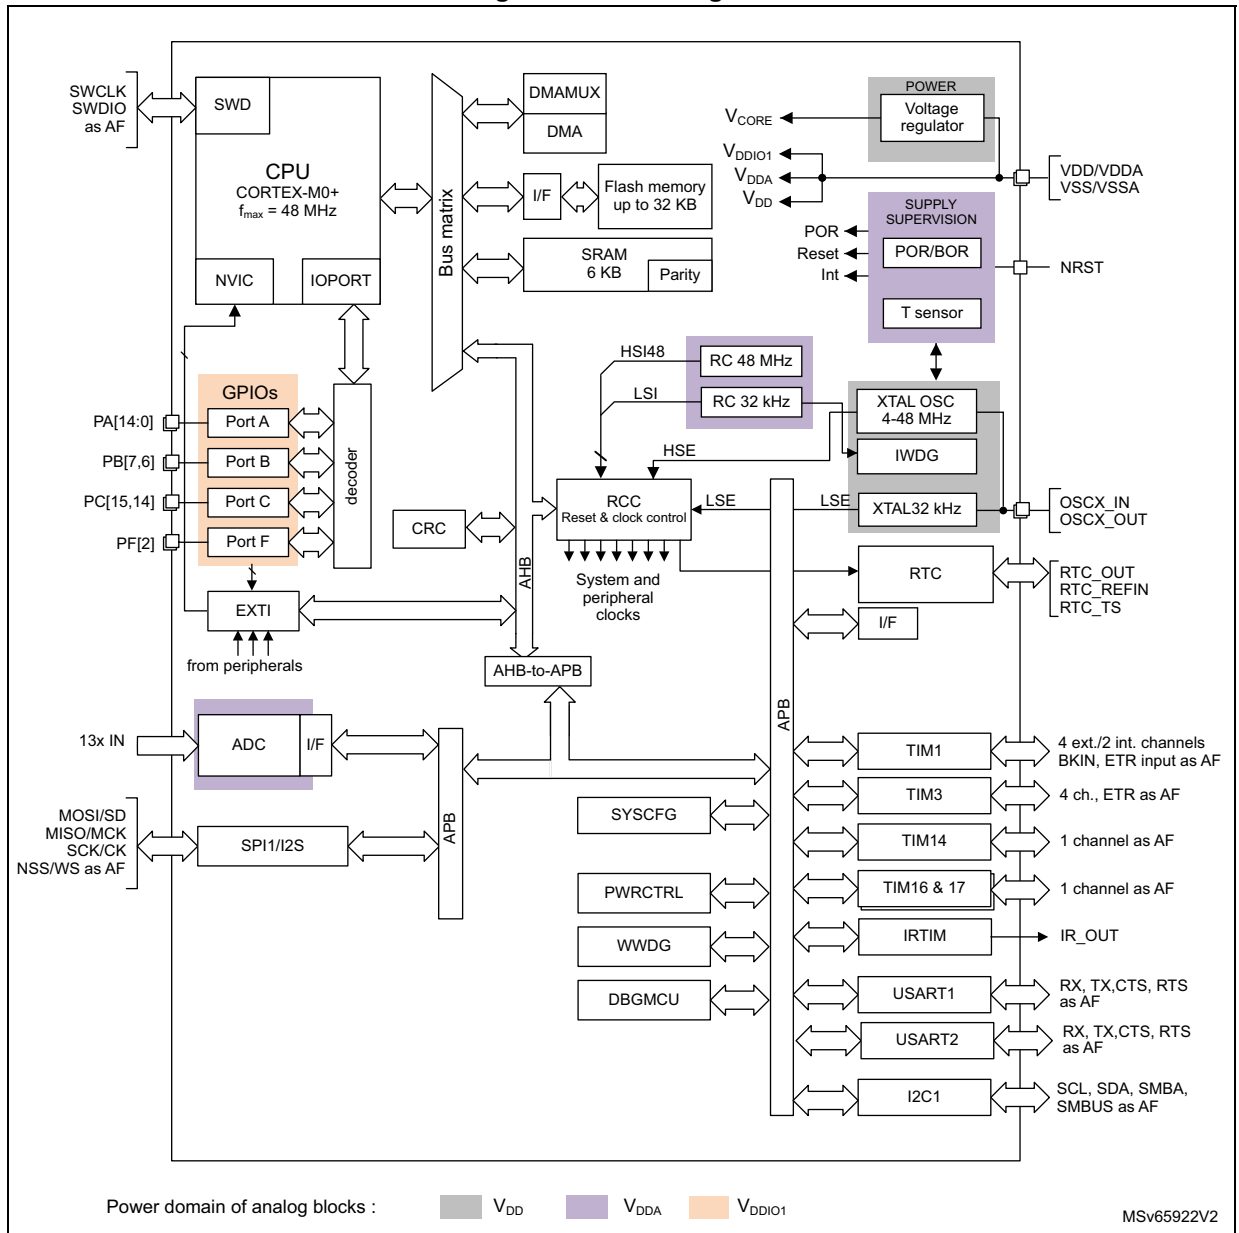 SWCLK
SWDIO
as AF
SWD
CPU
CORTEX-M0+
fmax = 48 MHz
NVIC
IOPORT
Bus matrix
DMAMUX
DMA
I/F
Flash memory
up to 32 KB
SRAM
6 KB
Parity
POWER
Voltage
regulator
VCORE
VDDIO1
VDDA
VDD
VDD/VDDA
VSS/VSSA
SUPPLY
SUPERVISION
POR
Reset
Int
POR/BOR
T sensor
NRST
HSI48
RC 48 MHz
LSI
RC 32 kHz
XTAL OSC
4-48 MHz
IWDG
XTAL32 kHz
HSE
LSE
LSE
OSCX_IN
OSCX_OUT
GPIOs
PA[14:0]
Port A
PB[7,6]
Port B
PC[15,14]
Port C
PF[2]
Port F
decoder
EXTI
from peripherals
CRC
AHB
RCC
Reset & clock control
System and
peripheral
clocks
RTC
RTC_OUT
RTC_REFIN
RTC_TS
I/F
AHB-to-APB
APB
13x IN
ADC
I/F
MOSI/SD
MISO/MCK
SCK/CK
NSS/WS as AF
SPI1/I2S
APB
SYSCFG
PWRCTRL
WWDG
DBGMCU
TIM1
4 ext./2 int. channels
BKIN, ETR input as AF
TIM3
4 ch., ETR as AF
TIM14
1 channel as AF
TIM16 & 17
1 channel as AF
IRTIM
IR_OUT
USART1
RX, TX,CTS, RTS
as AF
USART2
RX, TX,CTS, RTS
as AF
I2C1
SCL, SDA, SMBA,
SMBUS as AF
Power domain of analog blocks :
VDD
VDDA
VDDIO1
MSv65922V2